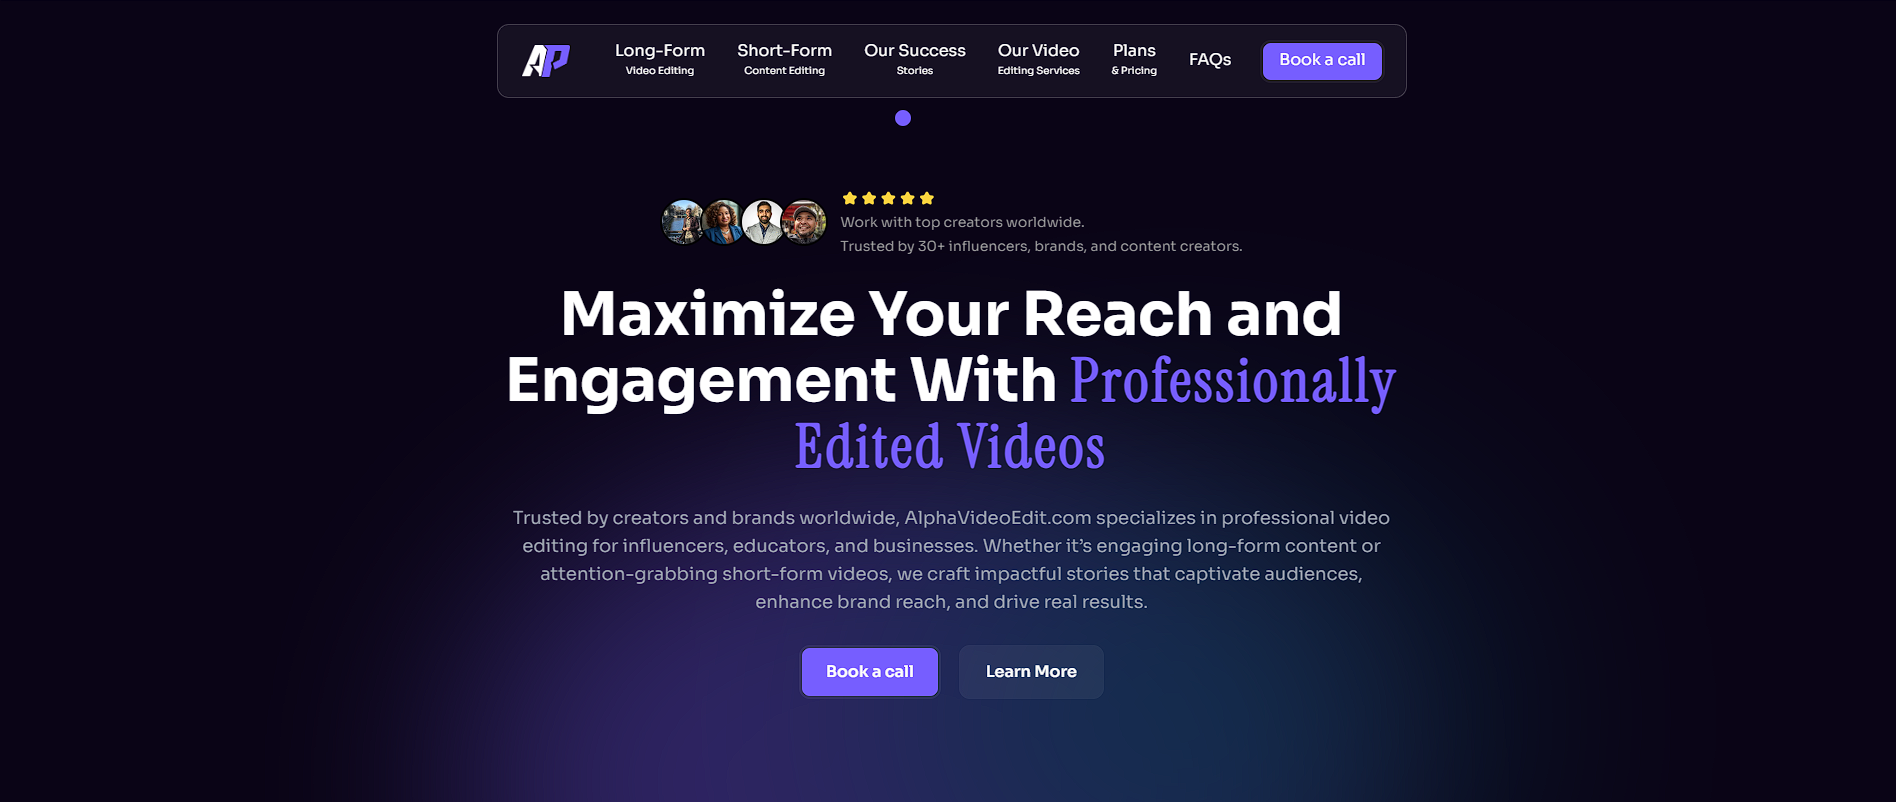 AP
Long-Form
Video Editing
Short-Form
Content Editing
Our Success
Stories
Our Video
Editing Services
Plans
& Pricing
FAQs
Book a call
Work with top creators worldwide.
Trusted by 30+ influencers, brands, and content creators.
Maximize Your Reach and
Engagement With Professionally
Edited Videos
Trusted by creators and brands worldwide, AlphaVideoEdit.com specializes in professional video
editing for influencers, educators, and businesses. Whether it’s engaging long-form content or
attention-grabbing short-form videos, we craft impactful stories that captivate audiences,
enhance brand reach, and drive real results.
Book a call
Learn More